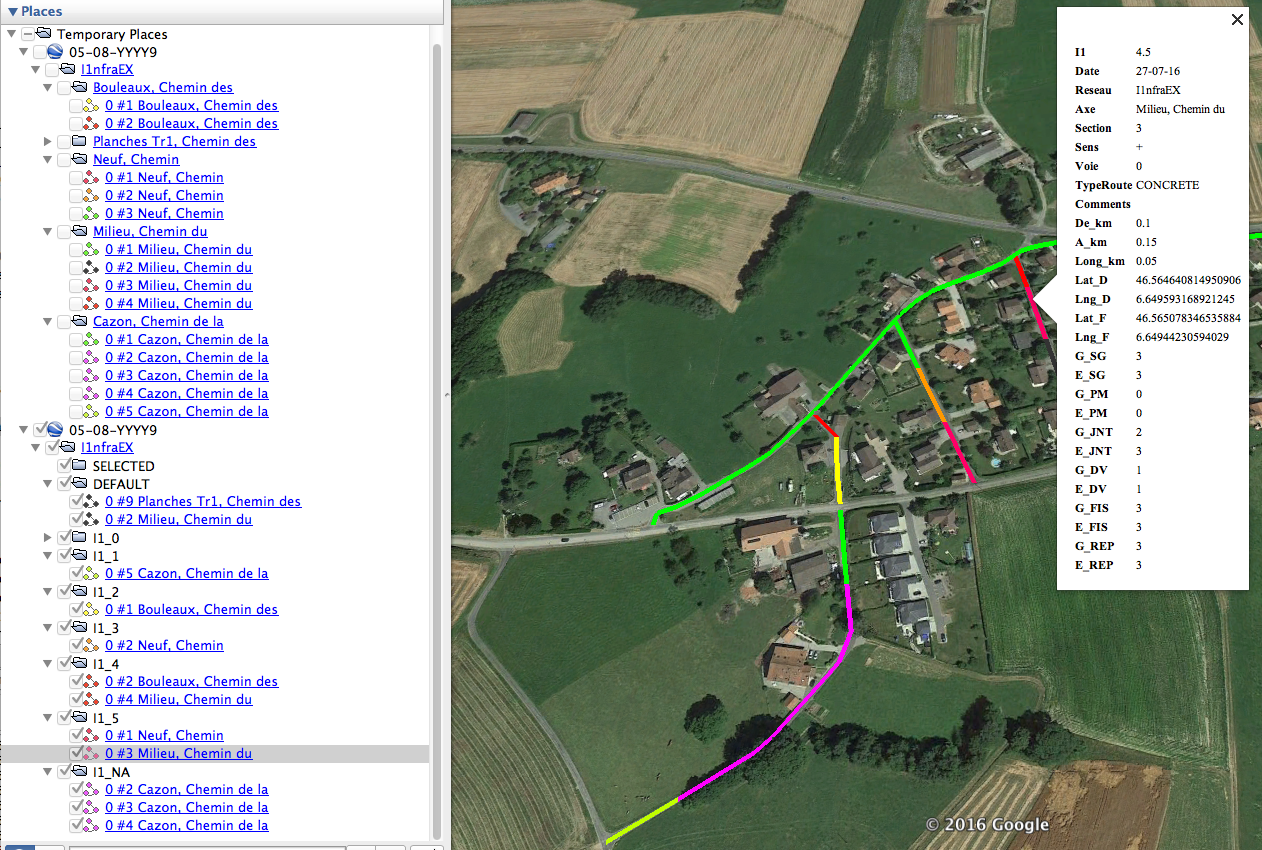 Places
Temporary Places
05-08-YYYY9
I1nfraEX
Bouleaux, Chemin des
0 #1 Bouleaux, Chemin des
0 #2 Bouleaux, Chemin des
Planches Tr1, Chemin des
Neuf, Chemin
0 #1 Neuf, Chemin
0 #2 Neuf, Chemin
0 #3 Neuf, Chemin
Milieu, Chemin du
0 #1 Milieu, Chemin du
0 #2 Milieu, Chemin du
0 #3 Milieu, Chemin du
0 #4 Milieu, Chemin du
Cazon, Chemin de la
0 #1 Cazon, Chemin de la
0 #2 Cazon, Chemin de la
0 #3 Cazon, Chemin de la
0 #4 Cazon, Chemin de la
0 #5 Cazon, Chemin de la
05-08-YYYY9
I1nfraEX
SELECTED
DEFAULT
0 #9 Planches Tr1, Chemin des
0 #2 Milieu, Chemin du
I1_0
I1_1
0 #5 Cazon, Chemin de la
I1_2
0 #1 Bouleaux, Chemin des
I1_3
0 #2 Neuf, Chemin
I1_4
0 #2 Bouleaux, Chemin des
0 #4 Milieu, Chemin du
I1_5
0 #1 Neuf, Chemin
0 #3 Milieu, Chemin du
I1_NA
0 #2 Cazon, Chemin de la
0 #3 Cazon, Chemin de la
0 #4 Cazon, Chemin de la
I1 4.5
Date 27-07-16
Reseau I1nfraEX
Axe Milieu, Chemin du
Section 3
Sens +
Voie 0
TypeRoute CONCRETE
Comments
De_km 0.1
A_km 0.15
Long_km 0.05
Lat_D 46.564640814950906
Lng_D 6.649593168921245
Lat_F 46.565078346535884
Lng_F 6.64944230594029
G_SG 3
E_SG 3
G_PM 0
E_PM 0
G_JNT 2
E_JNT 3
G_DV 1
E_DV 1
G_FIS 3
E_FIS 3
G_REP 3
E_REP 3
© 2016 Google